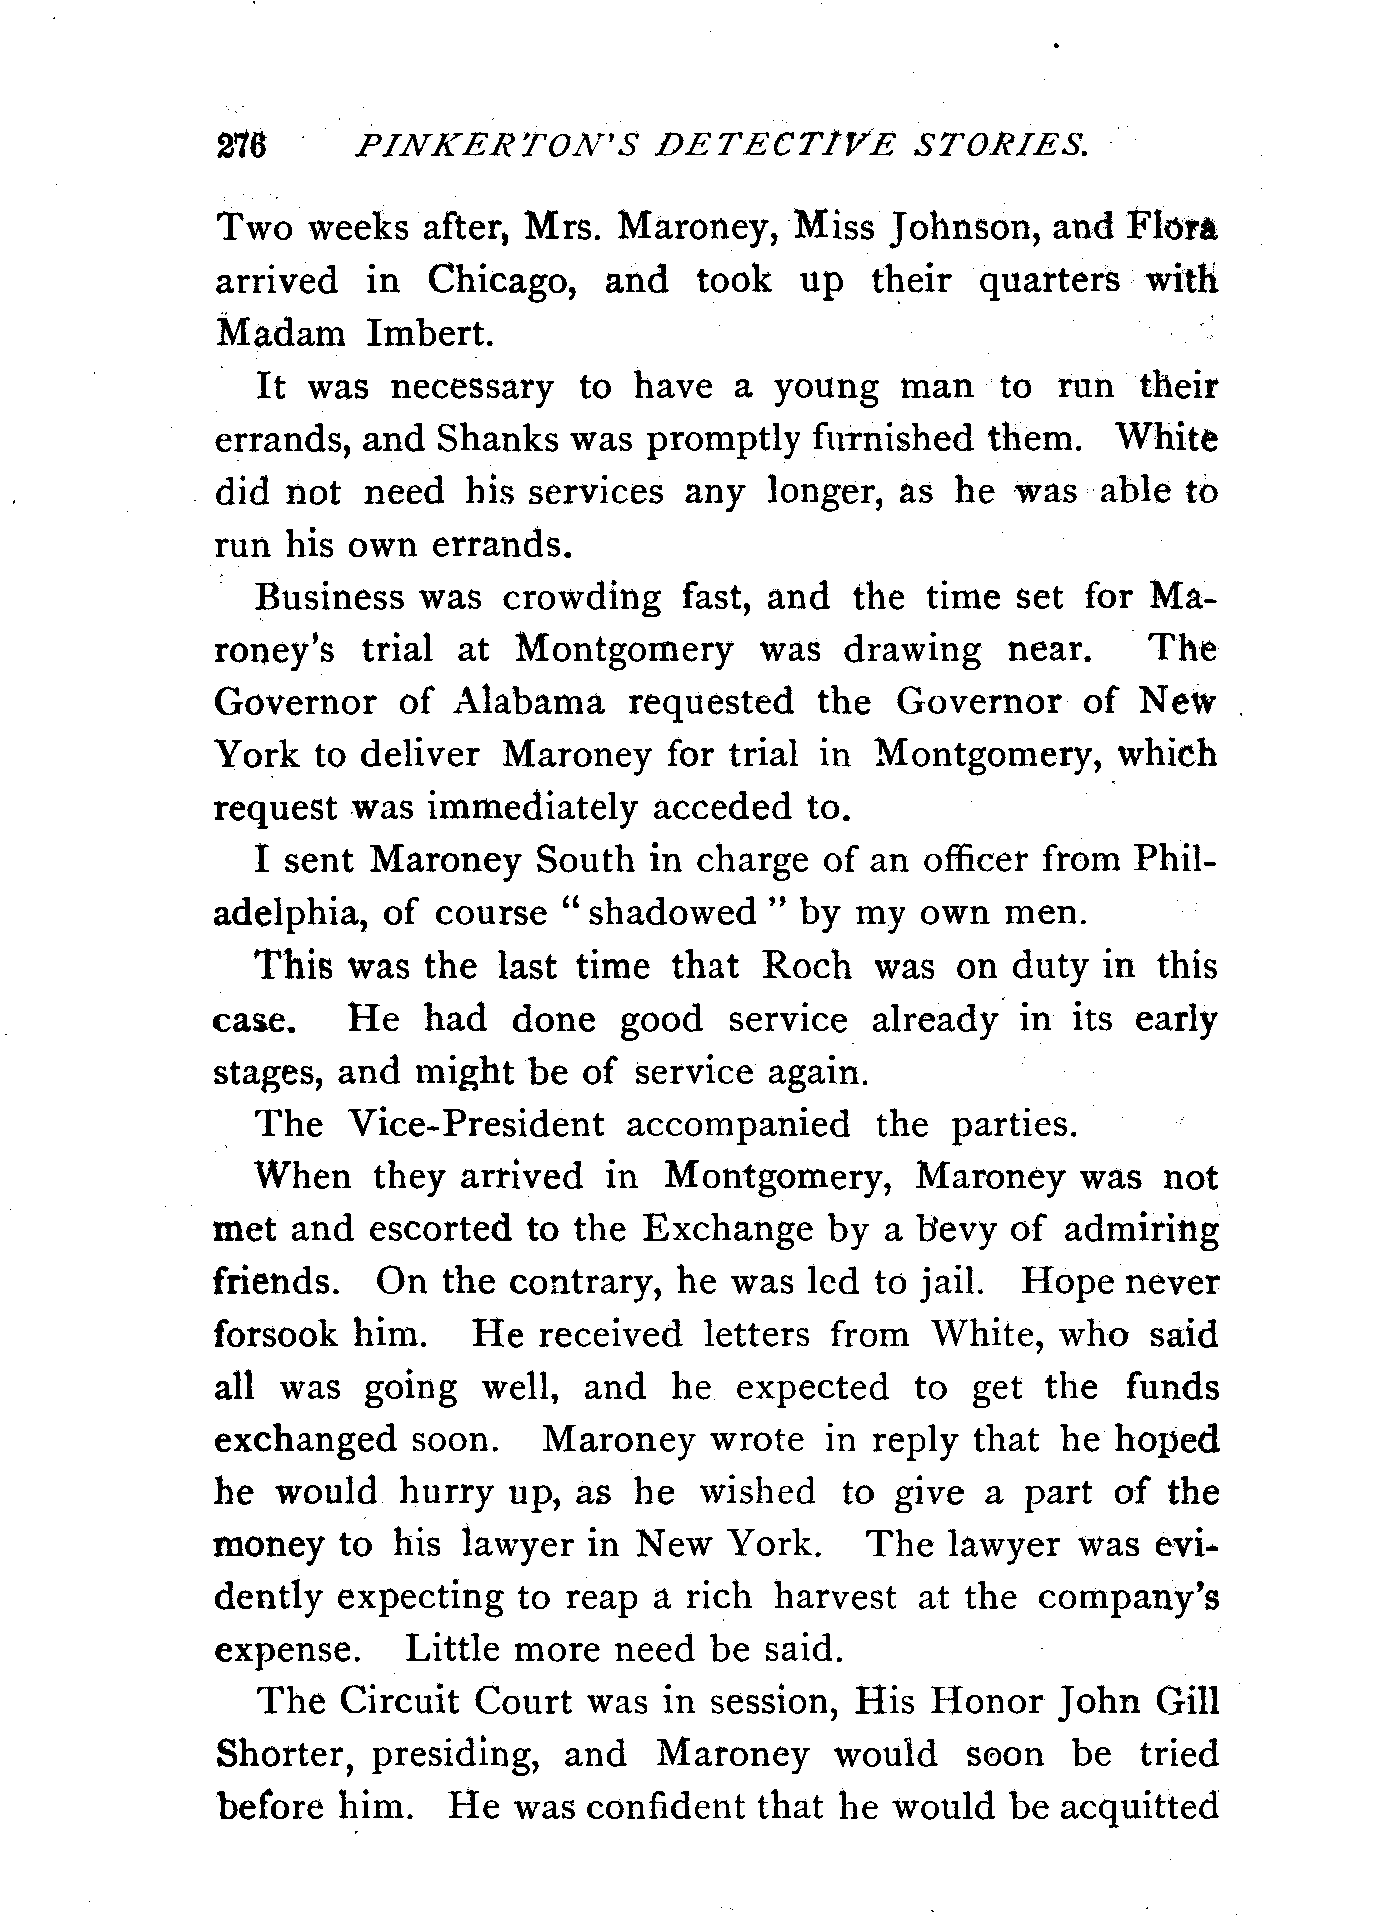 276 PINKERTON'S DETECTIVE STORIES.
Two weeks after, Mrs. Maroney, Miss Johnson, and Flora
arrived in Chicago, and took up their quarters with
Madam Imbert.
It was necessary to have a young man to run their
errands, and Shanks was promptly furnished them. White
did not need his services any longer, as he was able to
run his own errands.
Business was crowding fast, and the time set for Ma-
roney's trial at Montgomery was drawing near. The
Governor of Alabama requested the Governor of New
York to deliver Maroney for trial in Montgomery, which
request was immediately acceded to.
I sent Maroney South in charge of an officer from Phil-
adelphia, of course " shadowed " by my own men.
This was the last time that Roch was on duty in this
case. He had done good service already in its early
stages, and might be of service again.
The Vice-President accompanied the parties.
When they arrived in Montgomery, Maroney was not
met and escorted to the Exchange by a bevy of admiring
friends. On the contrary, he was led to jail. Hope never
forsook him. He received letters from White, who said
all was going well, and he expected to get the funds
exchanged soon. Maroney wrote in reply that he hoped
he would hurry up, as he wished to give a part of the
money to his lawyer in New York. The lawyer was evi-
dently expecting to reap a rich harvest at the company's
expense. Little more need be said.
The Circuit Court was in session, His Honor John Gill
Shorter, presiding, and Maroney would soon be tried
before him. He was confident that he would be acquitted